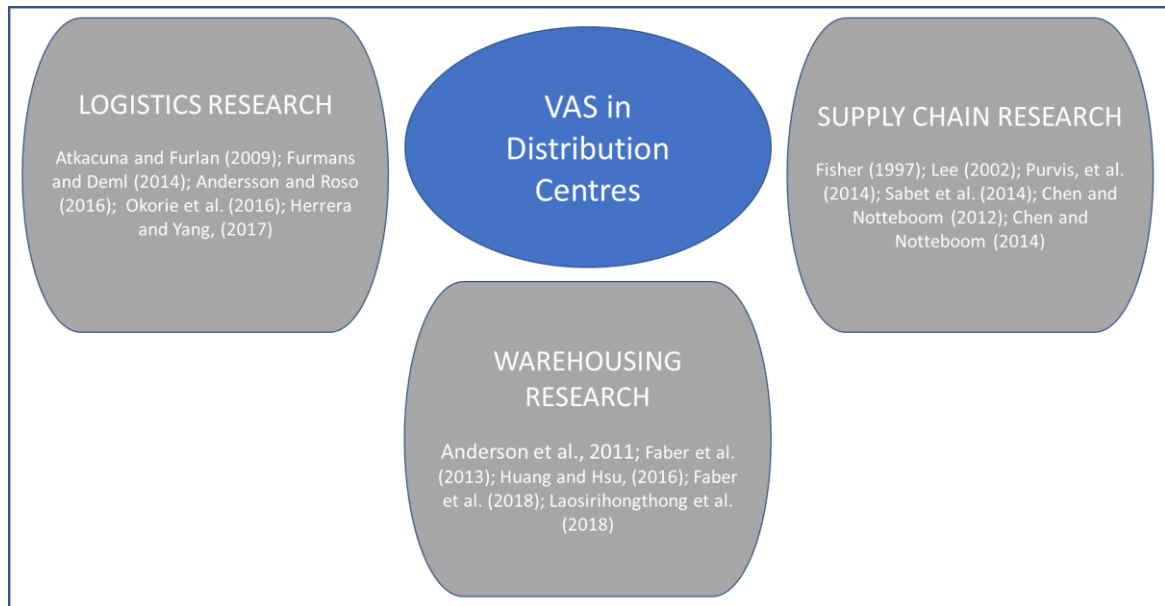 LOGISTICS RESEARCH
Atkacuna and Furlan (2009); Furmans
and Deml (2014); Andersson and Roso
(2016);  Okorie et al. (2016); Herrera
and Yang, (2017)
VAS in
Distribution
Centres
SUPPLY CHAIN RESEARCH
Fisher (1997); Lee (2002); Purvis, et al.
(2014); Sabet et al. (2014); Chen and
Notteboom (2012); Chen and
Notteboom (2014)
WAREHOUSING
RESEARCH
Anderson et al., 2011; Faber et al.
(2013); Huang and Hsu, (2016); Faber
et al. (2018); Laosirihongthong et al.
(2018)